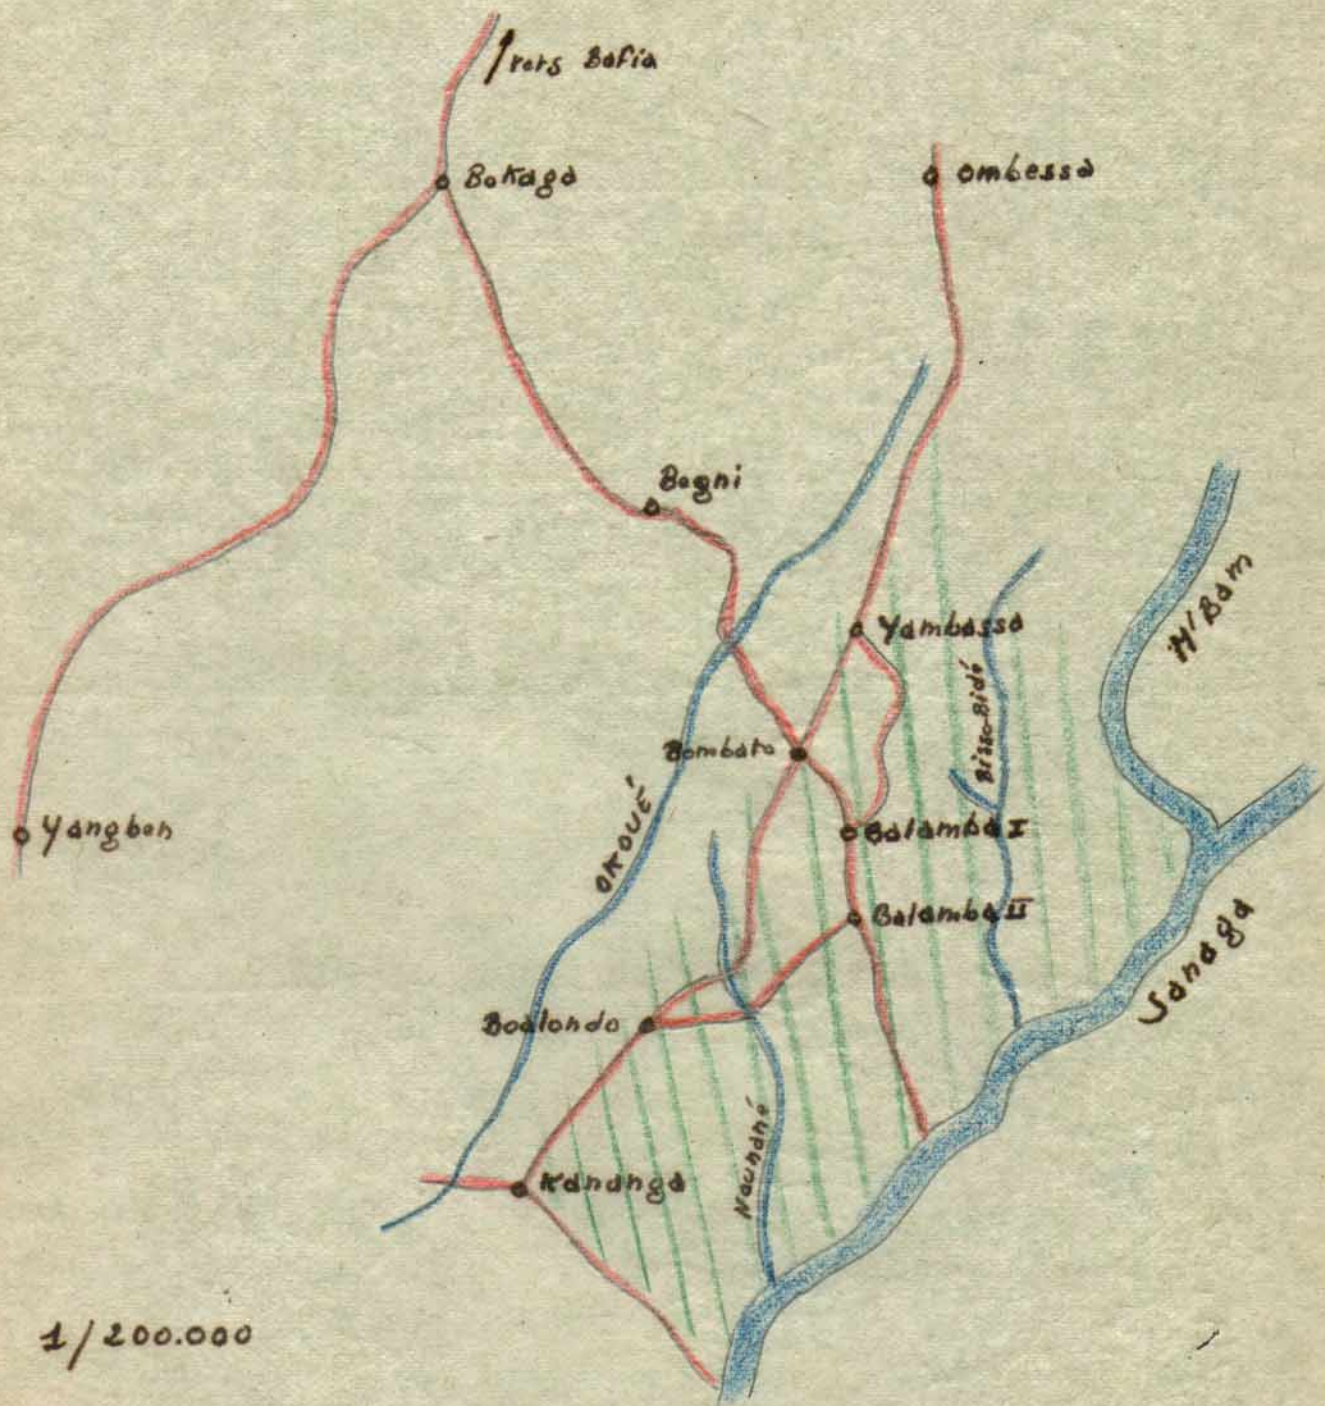 vers Bafia
Bokaga
ombessa
Bogni
M'Bam
Yambassa
Bisso-Bidé
Bombato
OKOUÉ
Yangben
Balamba I
Balamba II
Sanaga
Boalondo
Naunané
Kananga
1/200.000